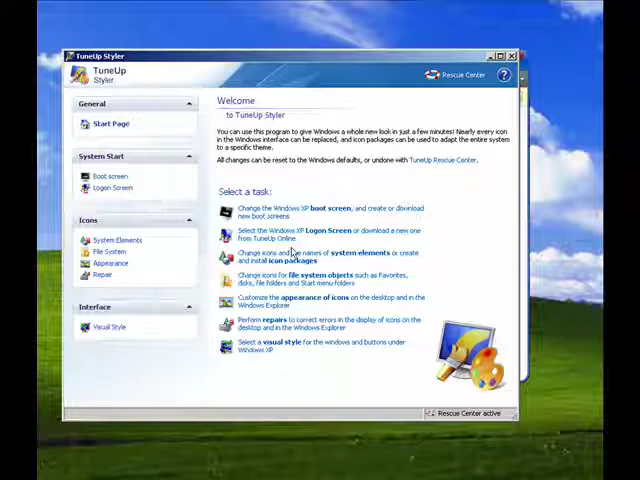 TuneUp Styler
TuneUp
Styler
Rescue Center
General
Start Page
System Start
Boot screen
Logon Screen
Icons
System Elements
File System
Appearance
Repair
Interface
Visual Style
Welcome
to TuneUp Styler
You can use this program to give Windows a whole new look in just a few minutes! Nearly every icon
in the Windows interface can be replaced, and icon packages can be used to adapt the entire system
to a specific theme.
All changes can be reset to the Windows defaults, or undone with TuneUp Rescue Center.
Select a task:
Change the Windows XP boot screen, and create or download
new boot screens
Select the Windows XP Logon Screen or download a new one
from TuneUp Online
Change icons and the names of system elements or create
and install icon packages
Change icons for file system objects such as Favorites,
disks, file folders and Start menu folders
Customize the appearance of icons on the desktop and in the
Windows Explorer
Perform repairs to correct errors in the display of icons on the
desktop and in the Windows Explorer
Select a visual style for the windows and buttons under
Windows XP
Rescue Center active